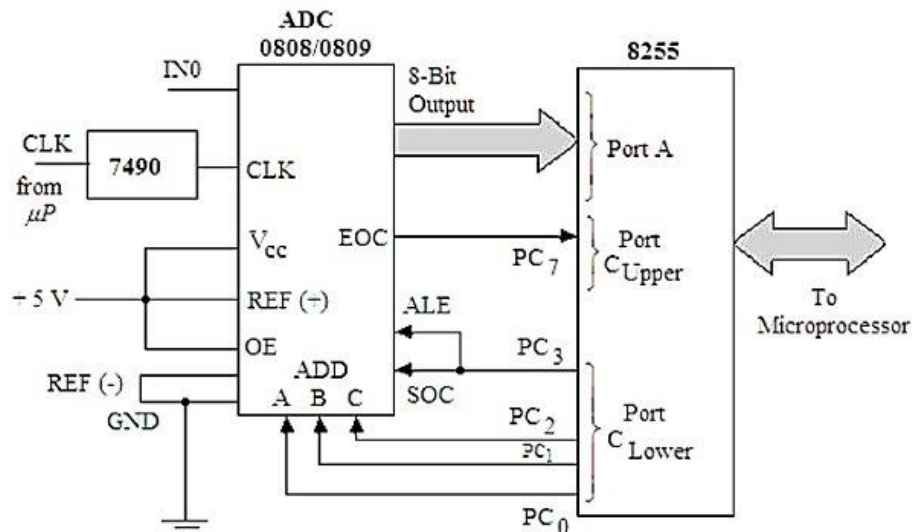 ADC
0808/0809
8255
IN0
8-Bit
Output
CLK
7490
CLK
from
μP
Port A
EOC
PC7
Port
CUpper
Vcc
+ 5 V
REF (+)
ALE
To
Microprocessor
OE
PC3
ADD
SOC
REF (-)
A B C
GND
PC2
Port
CLower
PC1
PC0